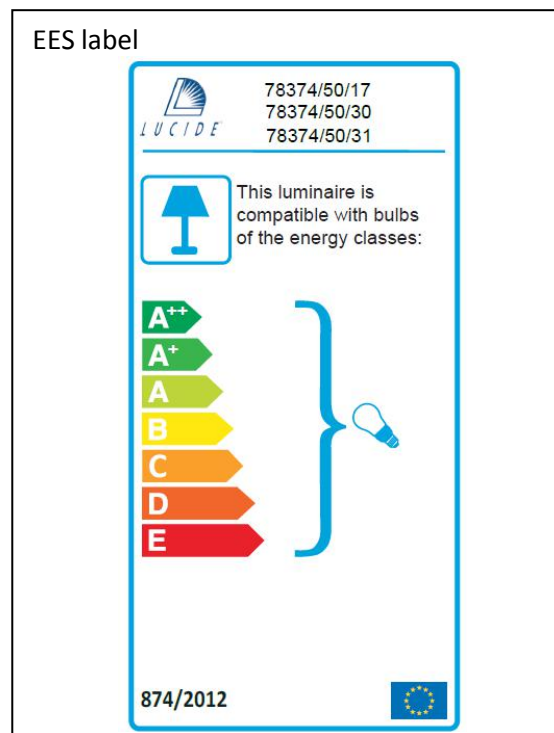 EES label
LUCIDE
78374/50/17
78374/50/30
78374/50/31
This luminaire is
compatible with bulbs
of the energy classes:
A++
A+
A
B
C
D
E
874/2012